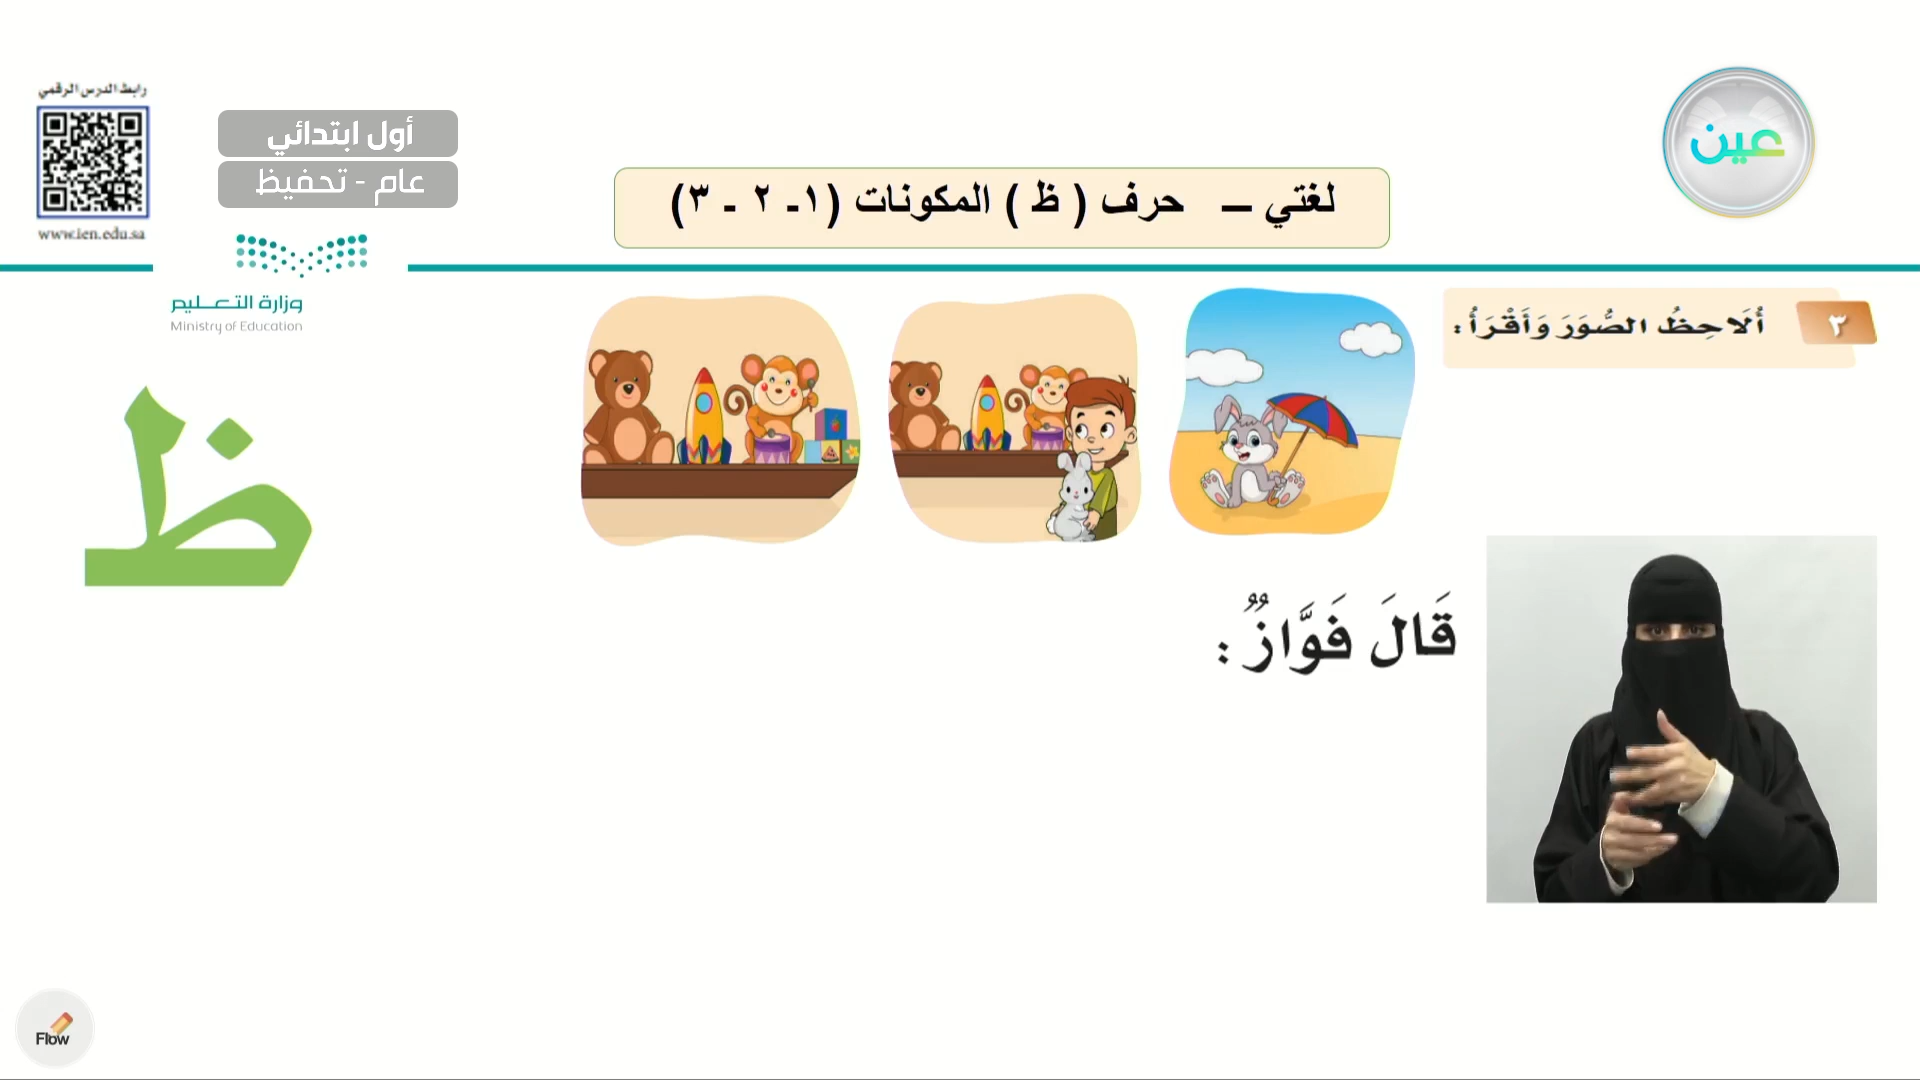 رابط الدرس الرقمي
www.ien.edu.sa
أول ابتدائي
عام - تحفيظ
وزارة التعليم
Ministry of Education
عين
لغتي – حرف ( ظ ) المكونات (١- ٢ - ٣)
٣ أُلَاحِظُ الصُّوَرَ وَأَقْرَأُ :
ظ
قَالَ فَوَّازٌ :
Flow